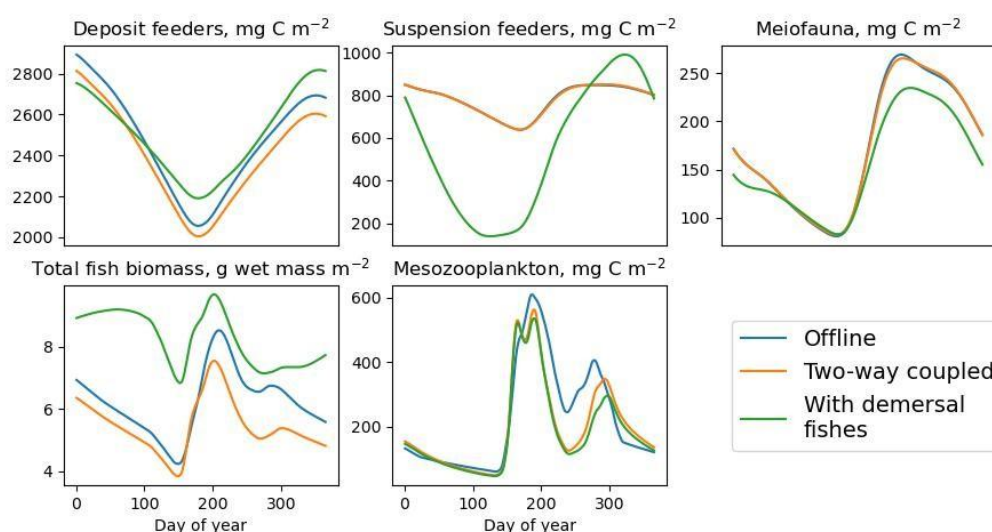 Deposit feeders, mg C m−2
Suspension feeders, mg C m−2
Meiofauna, mg C m−2
2800
2600
2400
2200
2000
1000
800
600
400
200
250
200
150
100
Total fish biomass, g wet mass m−2
Mesozooplankton, mg C m−2
8
6
4
0
100
200
300
Day of year
600
400
200
0
100
200
300
Day of year
Offline
Two-way coupled
With demersal
fishes